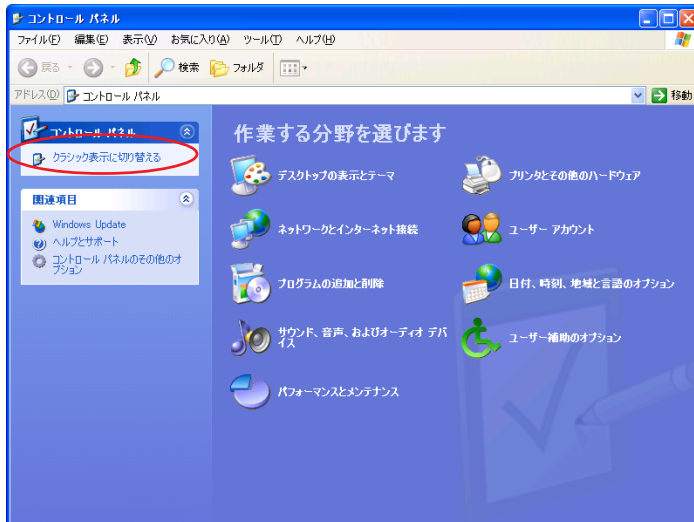 コントロール パネル
ファイル(F) 編集(E) 表示(V) お気に入り(A) ツール(T) ヘルプ(H)
戻る 検索 フォルダ
アドレス(D) コントロール パネル 移動
コントロール パネル
クラシック表示に切り替える
関連項目
Windows Update
ヘルプとサポート
コントロール パネルのその他のオ
プション
作業する分野を選びます
デスクトップの表示とテーマ
プリンタとその他のハードウェア
ネットワークとインターネット接続
ユーザー アカウント
プログラムの追加と削除
日付、時刻、地域と言語のオプション
サウンド、音声、およびオーディオ デバ
イス
ユーザー補助のオプション
パフォーマンスとメンテナンス